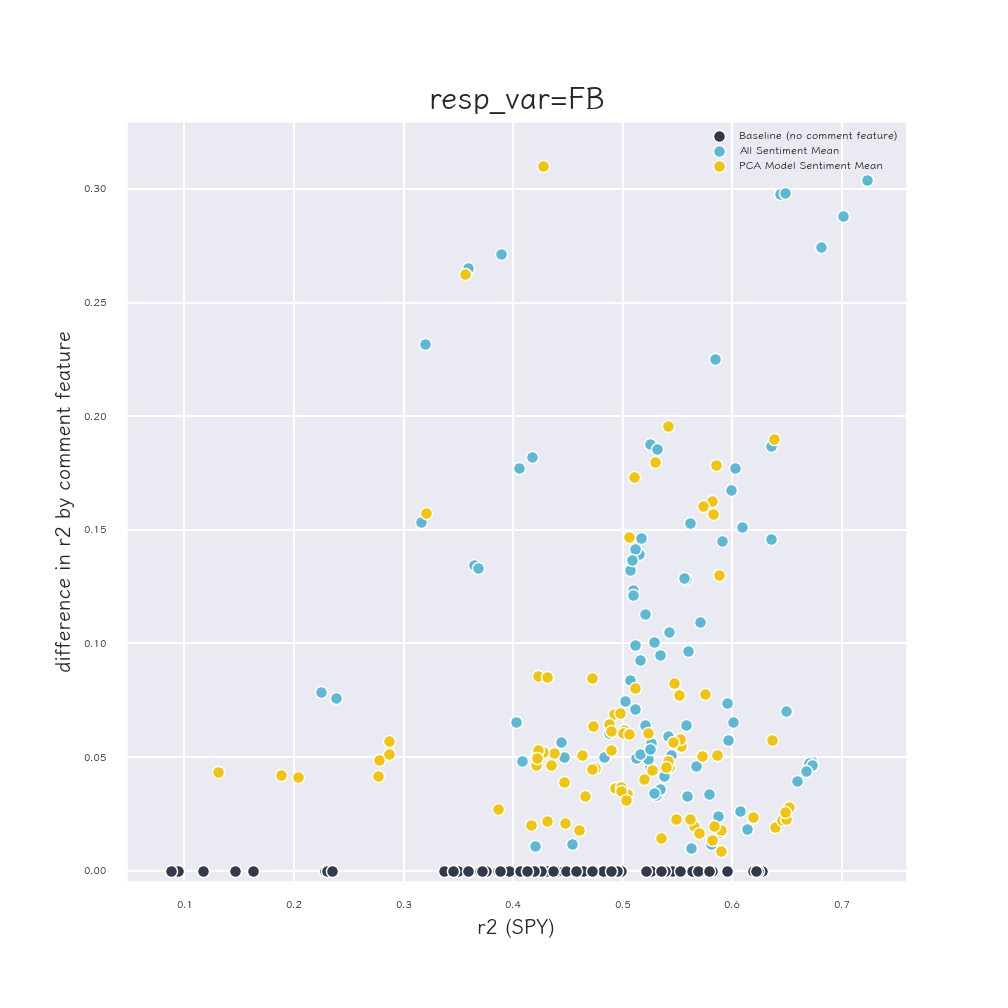 resp_var=FB
Baseline (no comment feature)
All Sentiment Mean
PCA Model Sentiment Mean
difference in r2 by comment feature
0.30
0.25
0.20
0.15
0.10
0.05
0.00
0.1 0.2 0.3 0.4 0.5 0.6 0.7
r2 (SPY)